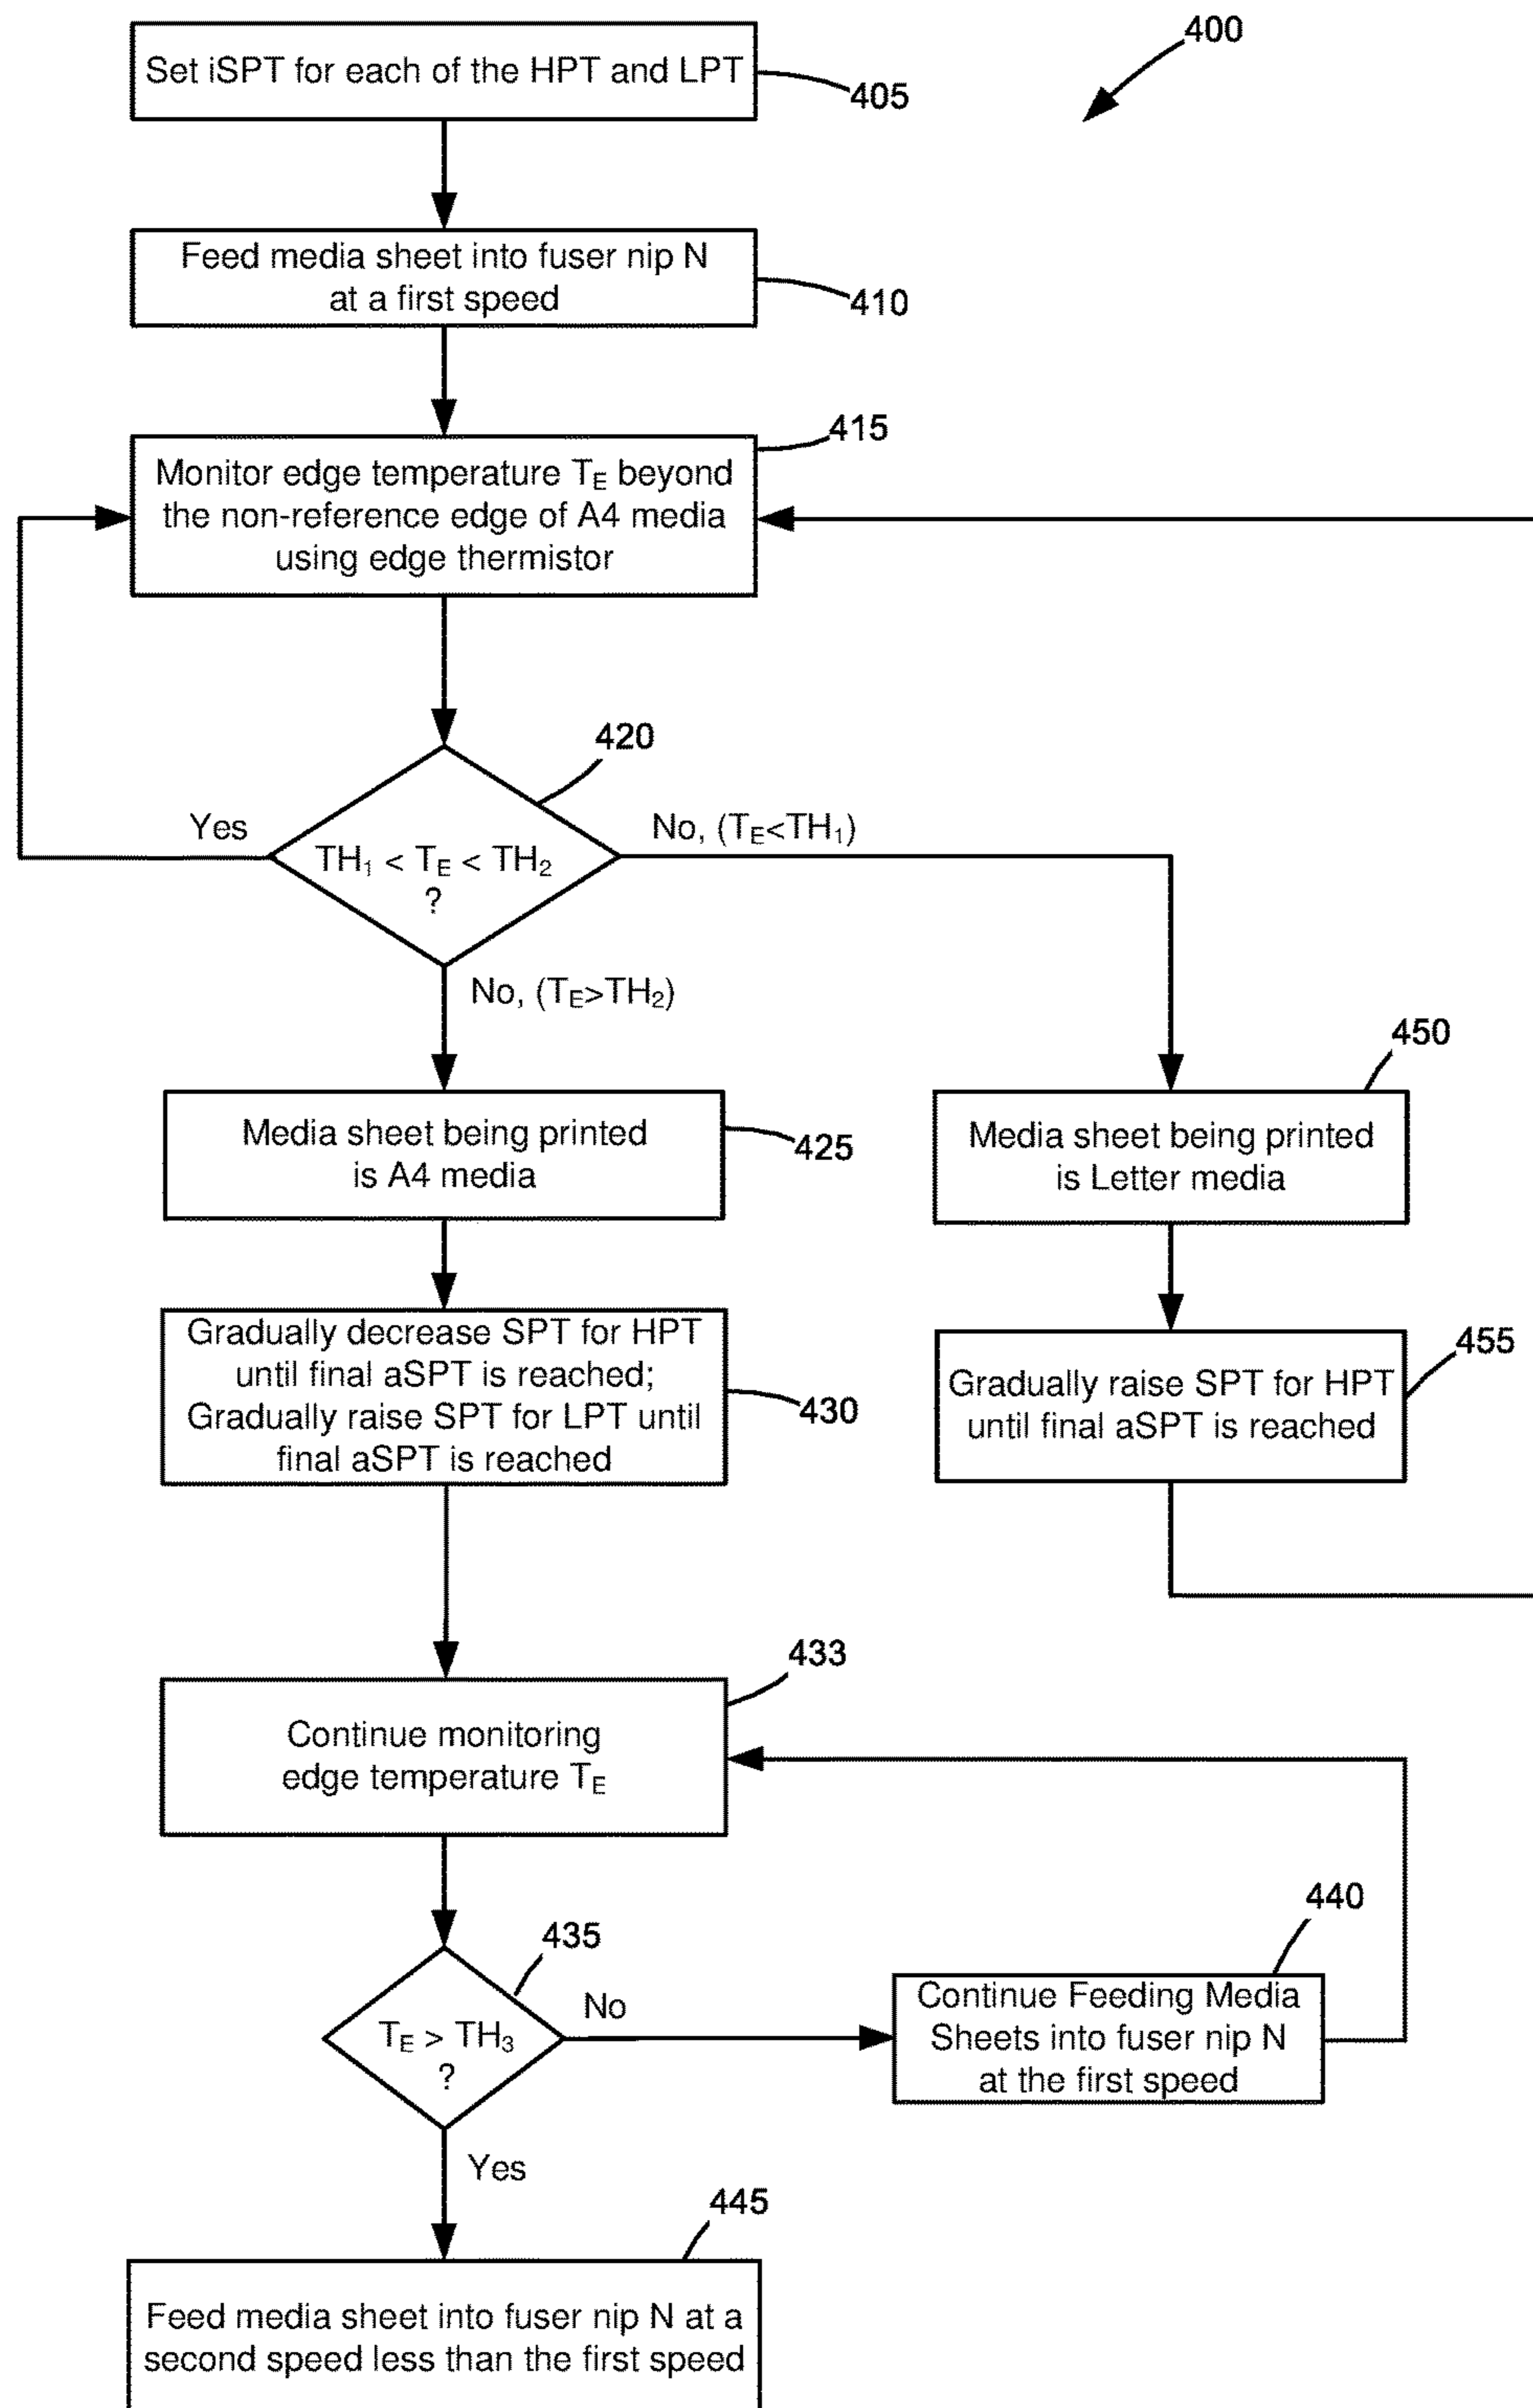 400
Set iSPT for each of the HPT and LPT
405
Feed media sheet into fuser nip N
at a first speed
410
415
Monitor edge temperature TE beyond
the non-reference edge of A4 media
using edge thermistor
420
Yes
No, (TE<TH1)
TH1 < TE < TH2
?
No, (TE>TH2)
450
Media sheet being printed
is A4 media
425
Media sheet being printed
is Letter media
Gradually decrease SPT for HPT
until final aSPT is reached;
Gradually raise SPT for LPT until
final aSPT is reached
430
455
Gradually raise SPT for HPT
until final aSPT is reached
433
Continue monitoring
edge temperature TE
435
440
No
TE > TH3
?
Continue Feeding Media
Sheets into fuser nip N
at the first speed
Yes
445
Feed media sheet into fuser nip N at a
second speed less than the first speed